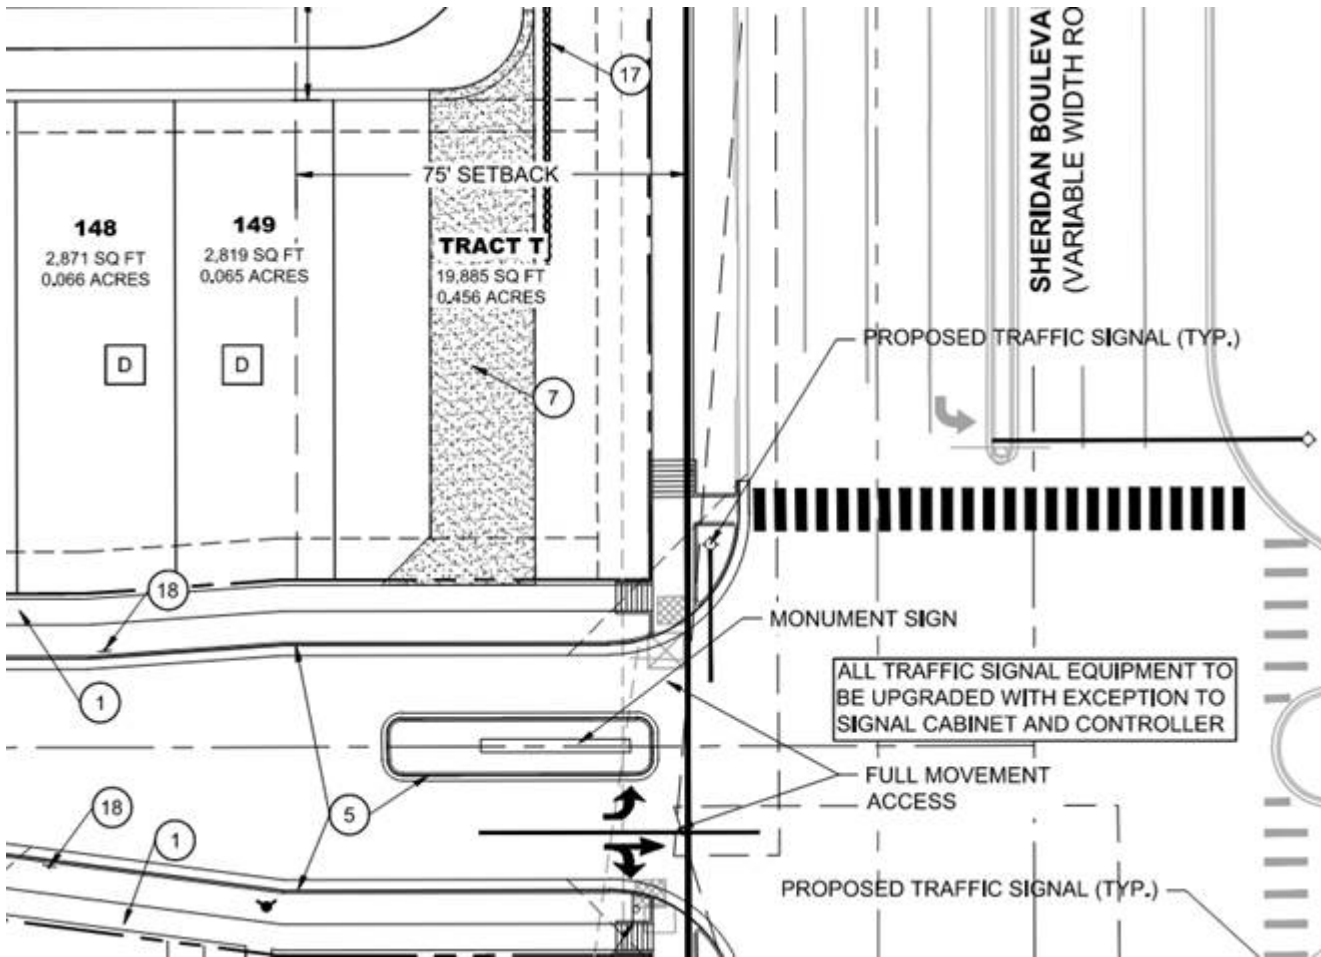 17
SHERIDAN BOULEVA
(VARIABLE WIDTH RO
75' SETBACK
148
2,871 SQ FT
0.066 ACRES
149
2,819 SQ FT
0.065 ACRES
TRACT T
19,885 SQ FT
0.456 ACRES
PROPOSED TRAFFIC SIGNAL (TYP.)
D
D
7
18
MONUMENT SIGN
1
ALL TRAFFIC SIGNAL EQUIPMENT TO
BE UPGRADED WITH EXCEPTION TO
SIGNAL CABINET AND CONTROLLER
FULL MOVEMENT
ACCESS
18
5
1
PROPOSED TRAFFIC SIGNAL (TYP.)